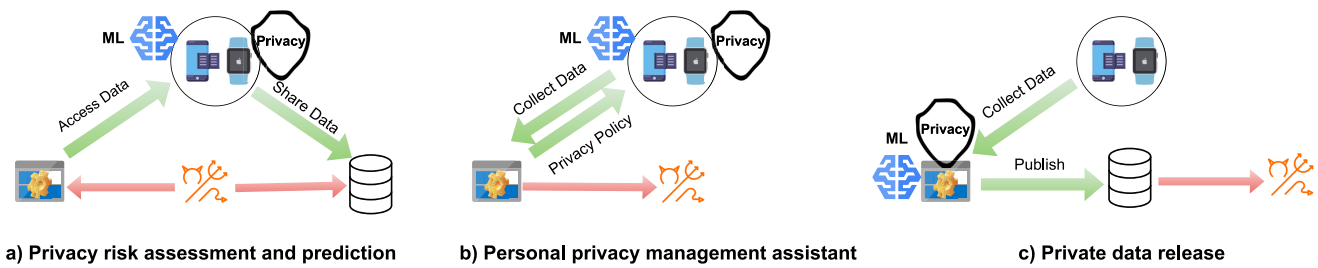 ML
Privacy
Access Data
Share Data
a) Privacy risk assessment and prediction
ML
Privacy
Collect Data
Privacy Policy
b) Personal privacy management assistant
Collect Data
ML
Privacy
Publish
c) Private data release